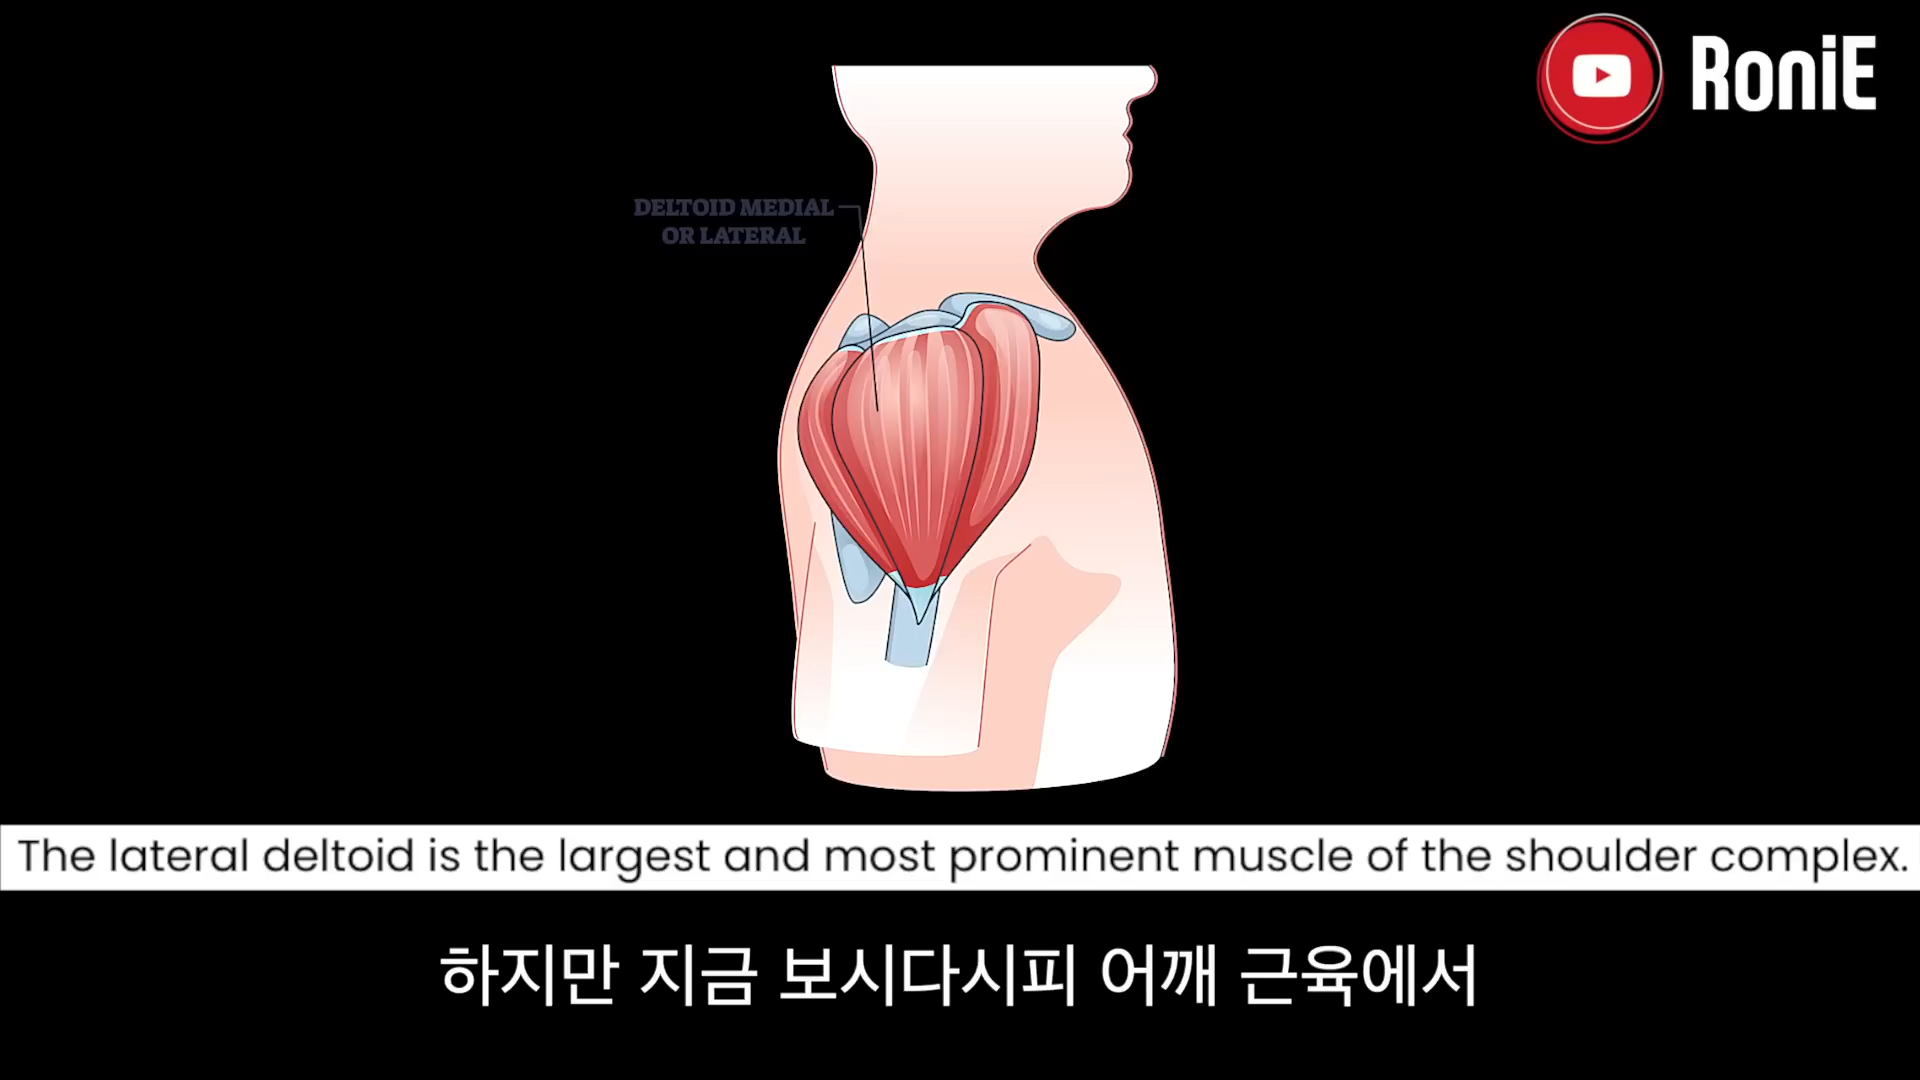 RoniE
DELTOID MEDIAL
OR LATERAL
The lateral deltoid is the largest and most prominent muscle of the shoulder complex.
하지만 지금 보시다시피 어깨 근육에서